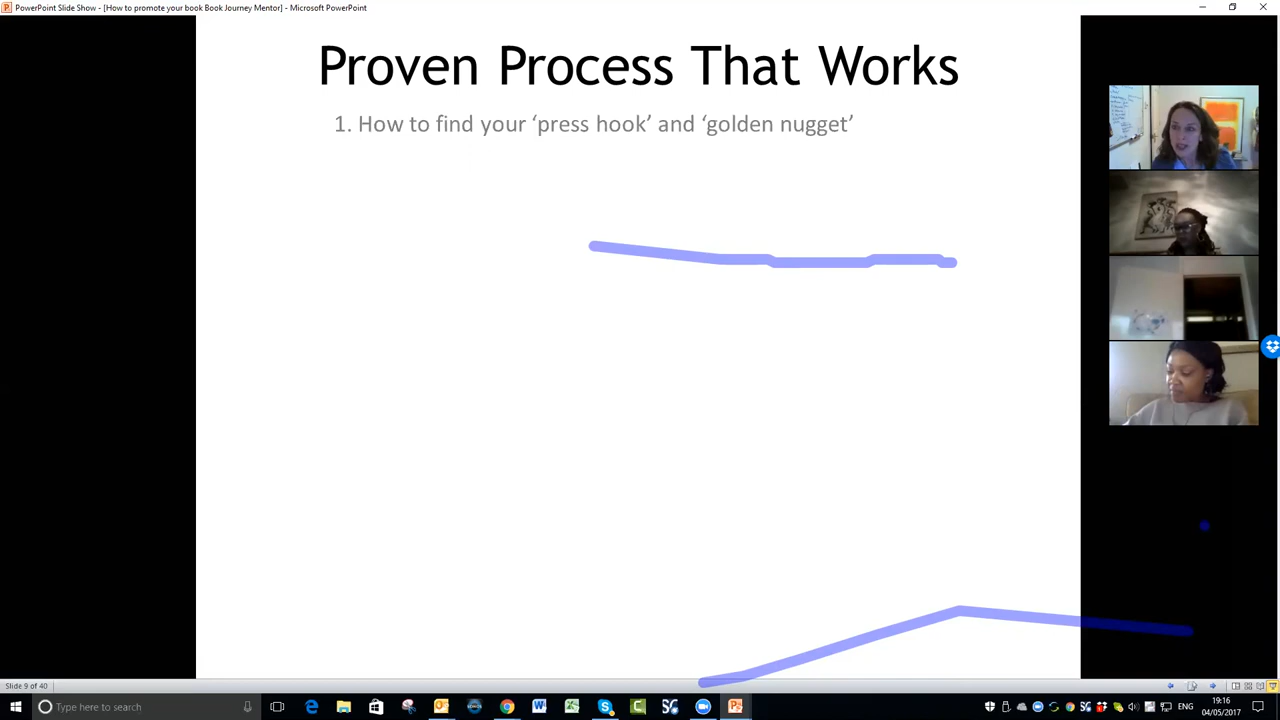 PowerPoint Slide Show - [How to promote your book Book Journey Mentor] - Microsoft PowerPoint
Proven Process That Works
1. How to find your ‘press hook’ and ‘golden nugget’
Slide 9 of 40
Type here to search
ENG
19:16
04/05/2017